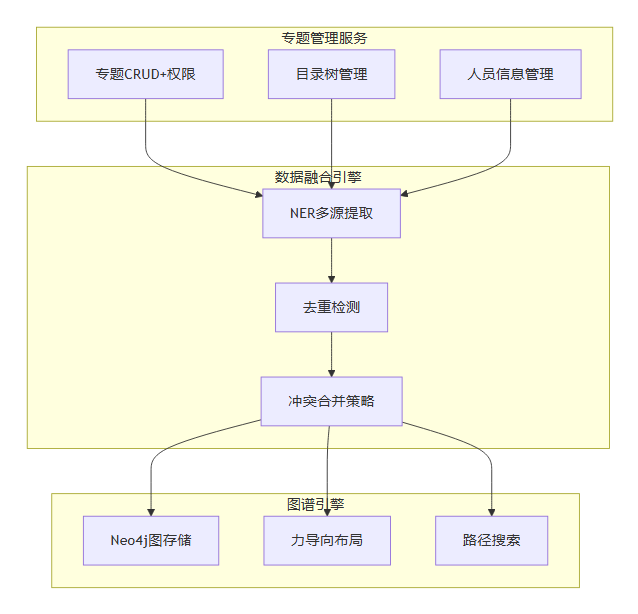 专题管理服务
专题CRUD+权限
目录树管理
人员信息管理
数据融合引擎
NER多源提取
去重检测
冲突合并策略
图谱引擎
Neo4j图存储
力导向布局
路径搜索